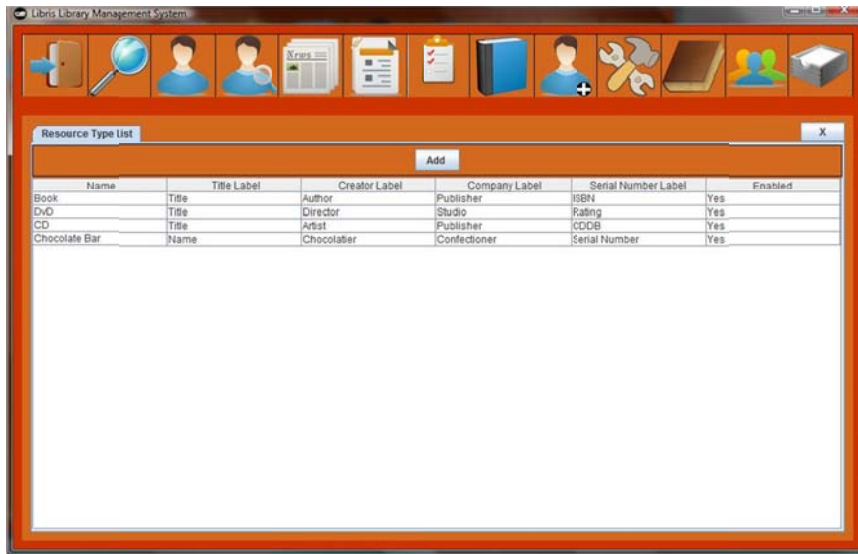 Libris Library Management System
News
Resource Type list X
Add
Name Title Label Creator Label Company Label Serial Number Label Enabled
Book Title Author Publisher ISBN Yes
DvD Title Director Studio Rating Yes
CD Title Artist Publisher CDDB Yes
Chocolate Bar Name Chocolatier Confectioner Serial Number Yes